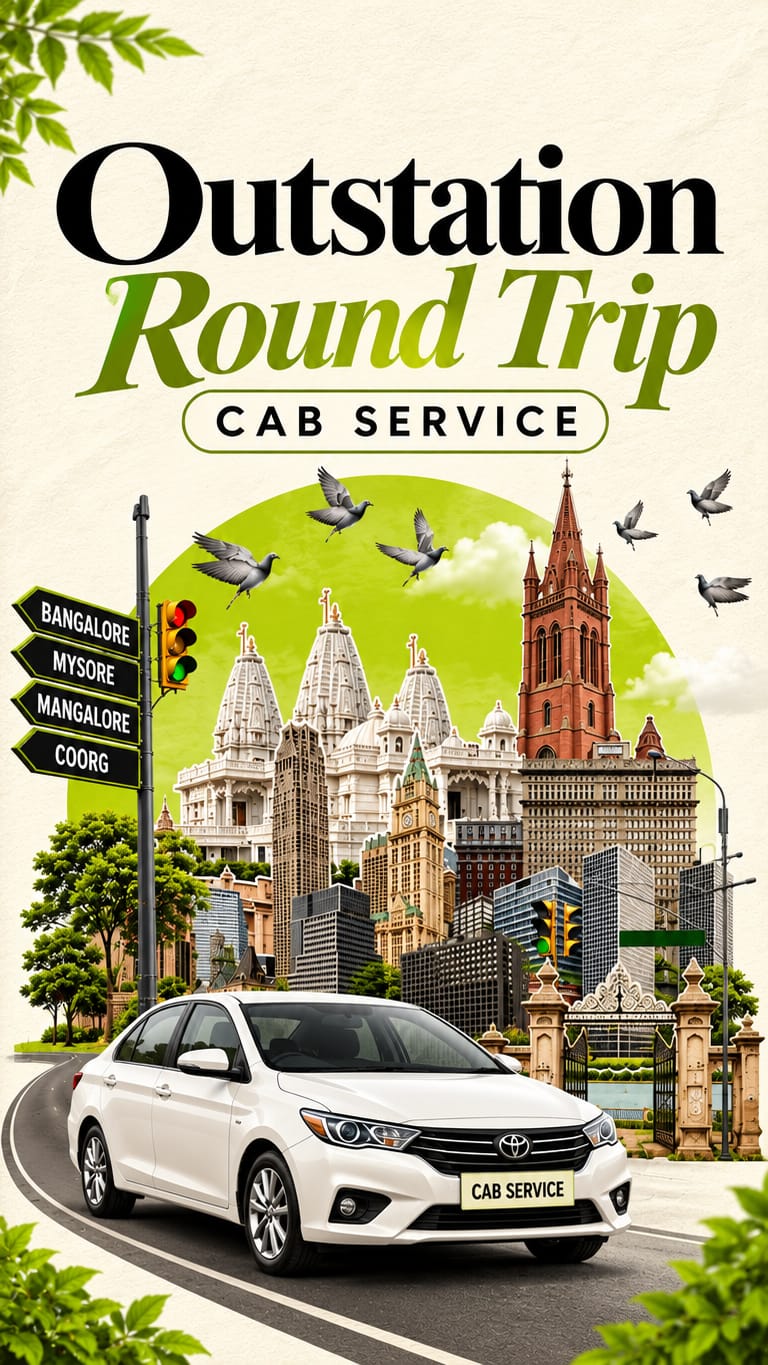 Outstation
Round Trip
CAB SERVICE
BANGALORE
MYSORE
MANGALORE
COORG
CAB SERVICE